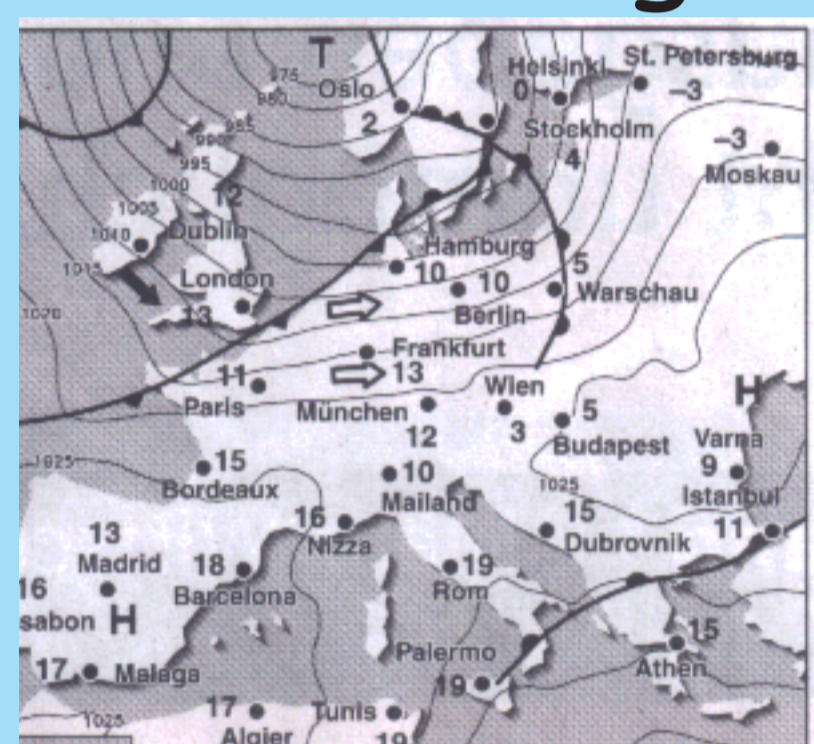 T
975
980
985
990
995
1000
1005
1010
1015
1020
1025
Oslo
2
Helsinki
0
St. Petersburg
-3
Stockholm
4
-3
Moskau
12
Dublin
London
13
Hamburg
10
10
Berlin
5
Warschau
Frankfurt
13
11
Paris
München
12
Wien
3
5
Budapest
H
Varna
9
1025
Istanbul
11
15
Bordeaux
10
Mailand
16
Nizza
15
Dubrovnik
13
Madrid
18
Barcelona
19
Rom
16
sabon
H
17
Malaga
Palermo
19
15
Athen
17
Algier
Tunis
19
1025